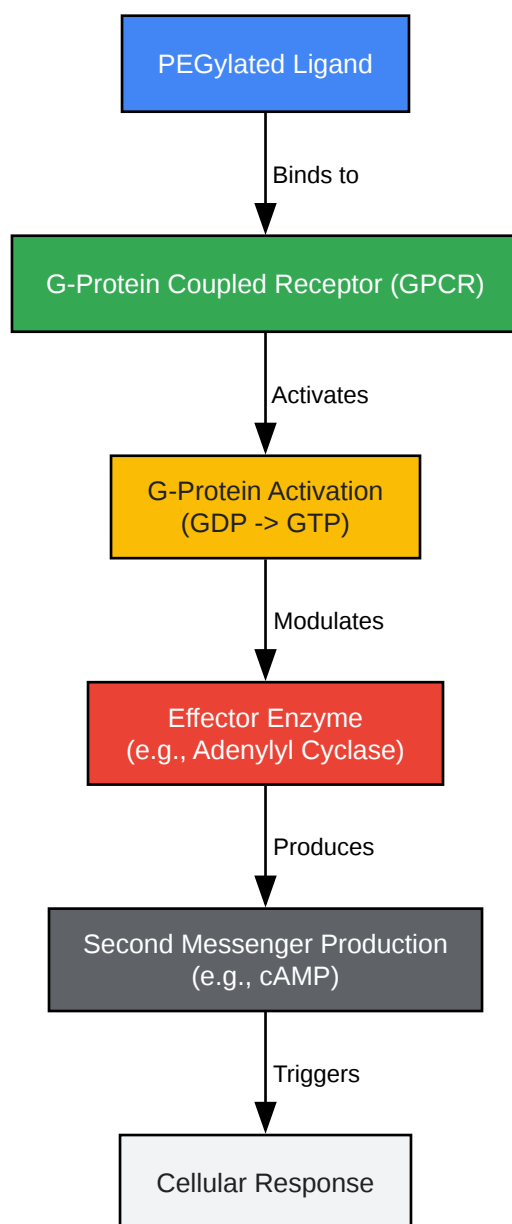 PEGylated Ligand
Binds to
G-Protein Coupled Receptor (GPCR)
Activates
G-Protein Activation
(GDP -> GTP)
Modulates
Effector Enzyme
(e.g., Adenylyl Cyclase)
Produces
Second Messenger Production
(e.g., cAMP)
Triggers
Cellular Response